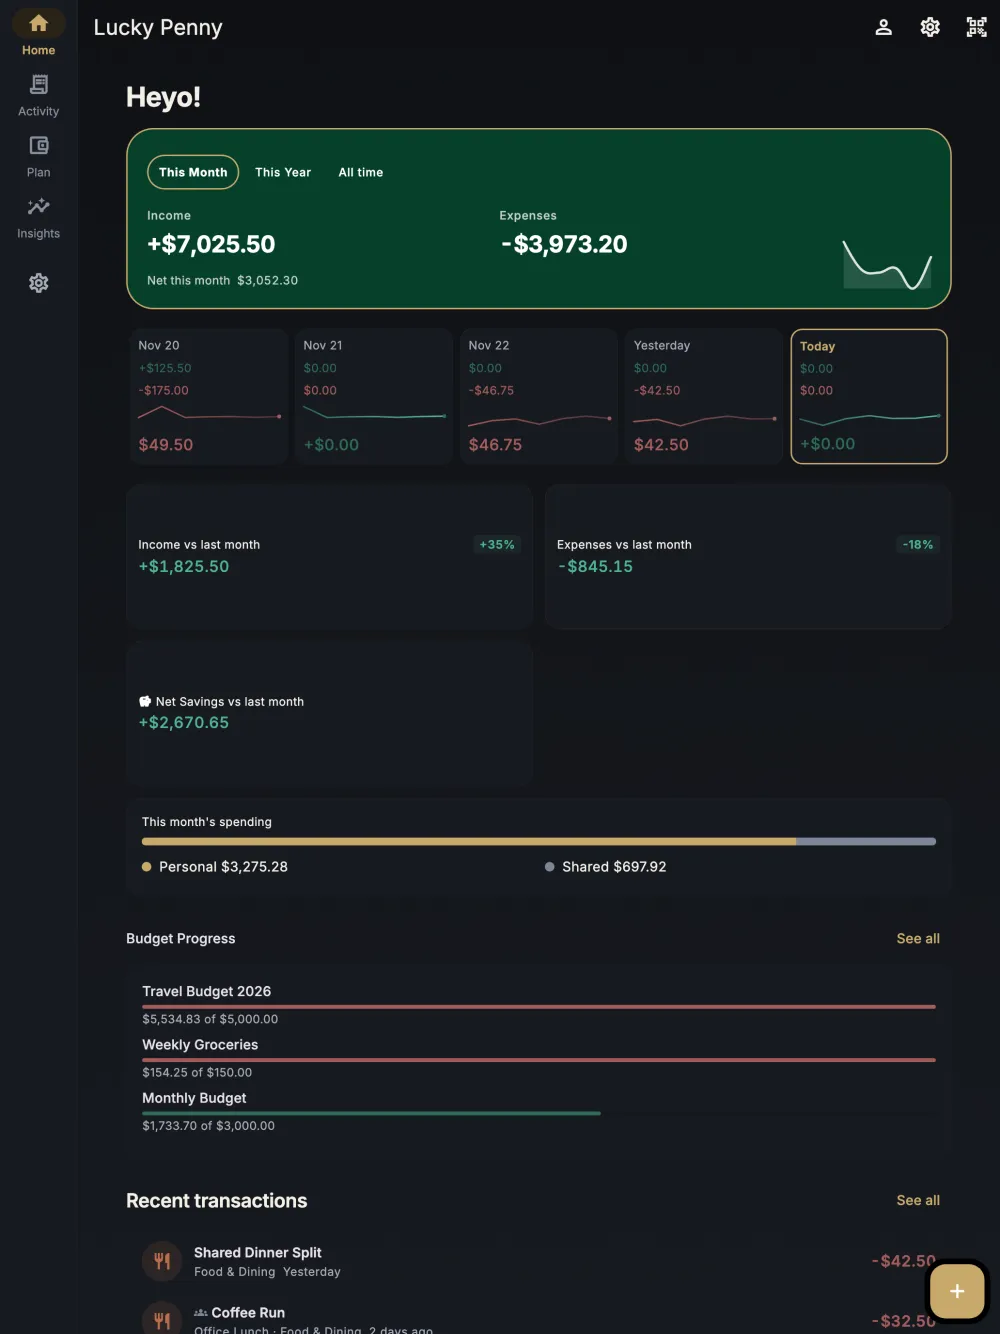 Lucky Penny
Home
Activity
Plan
Insights
Heyo!
This Month This Year All time
Income Expenses
+$7,025.50 -$3,973.20
Net this month $3,052.30
Nov 20
+$125.50
-$175.00
$49.50
Nov 21
$0.00
$0.00
+$0.00
Nov 22
$0.00
-$46.75
$46.75
Yesterday
$0.00
-$42.50
$42.50
Today
$0.00
$0.00
+$0.00
Income vs last month +35%
+$1,825.50
Expenses vs last month -18%
-$845.15
Net Savings vs last month
+$2,670.65
This month's spending
Personal $3,275.28 Shared $697.92
Budget Progress See all
Travel Budget 2026
$5,534.83 of $5,000.00
Weekly Groceries
$154.25 of $150.00
Monthly Budget
$1,733.70 of $3,000.00
Recent transactions See all
Shared Dinner Split
Food & Dining Yesterday
-$42.50
Coffee Run
Office Lunch · Food & Dining 2 days ago
-$32.50